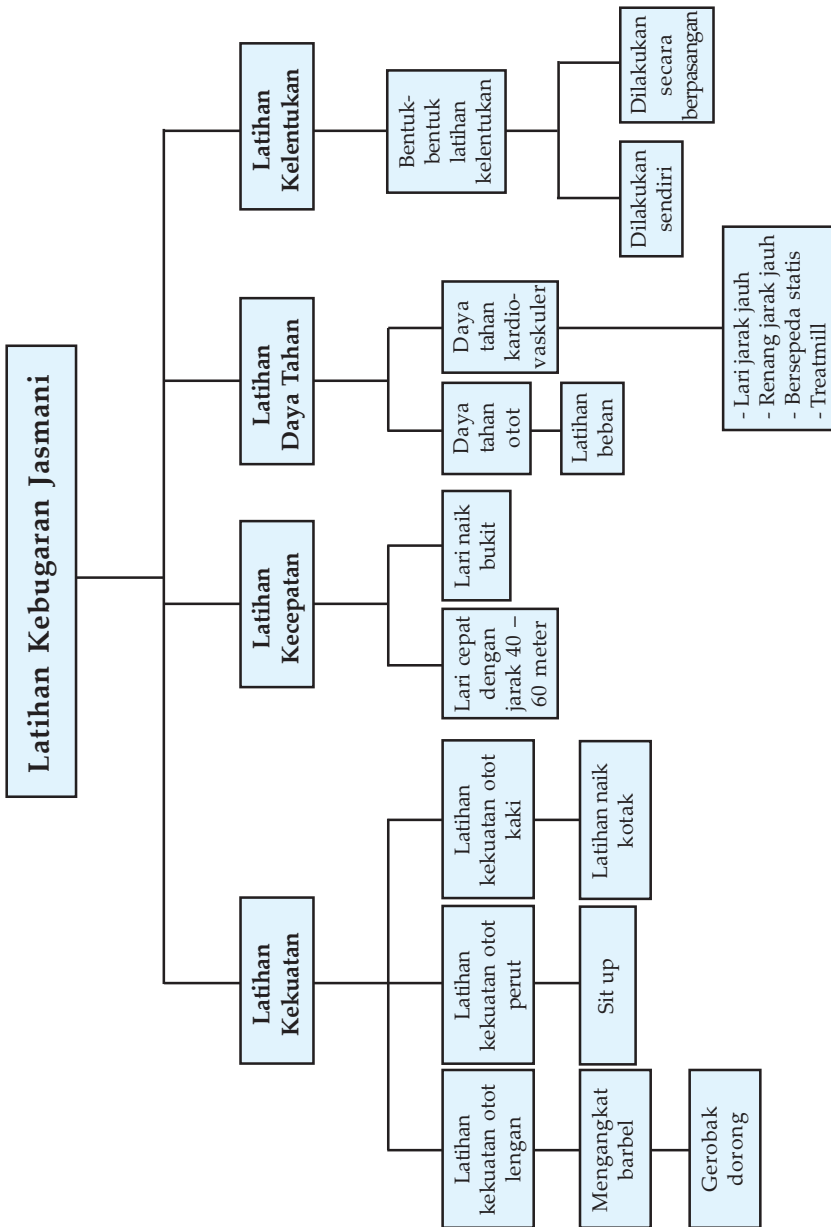 Latihan Kebugaran Jasmani
Latihan
Kekuatan
Latihan
kekuatan otot
lengan
Mengangkat
barbel
Gerobak
dorong
Latihan
kekuatan otot
perut
Sit up
Latihan
kekuatan otot
kaki
Latihan naik
kotak
Latihan
Kecepatan
Lari cepat
dengan
jarak 40 –
60 meter
Lari naik
bukit
Latihan
Daya Tahan
Daya
tahan
otot
Latihan
beban
Daya
tahan
kardio-
vaskuler
- Lari jarak jauh
- Renang jarak jauh
- Bersepeda statis
- Treatmill
Latihan
Kelentukan
Bentuk-
bentuk
latihan
kelentukan
Dilakukan
sendiri
Dilakukan
secara
berpasangan